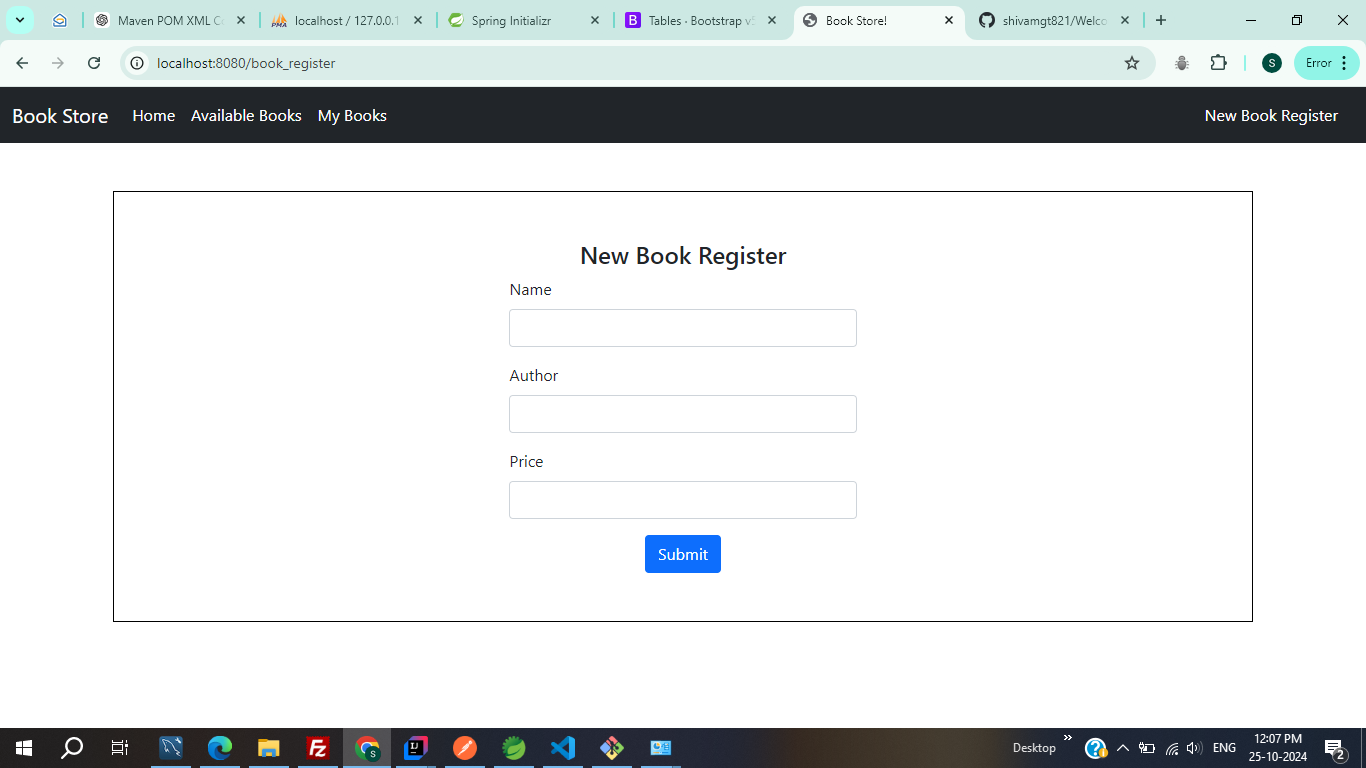 Maven POM XML Co
localhost / 127.0.0.1
Spring Initializr
Tables · Bootstrap v5
Book Store!
shivamgt821/Welco
localhost:8080/book_register
S
Error
Book Store Home Available Books My Books New Book Register
New Book Register
Name
Author
Price
Submit
Desktop
ENG
12:07 PM
25-10-2024
2